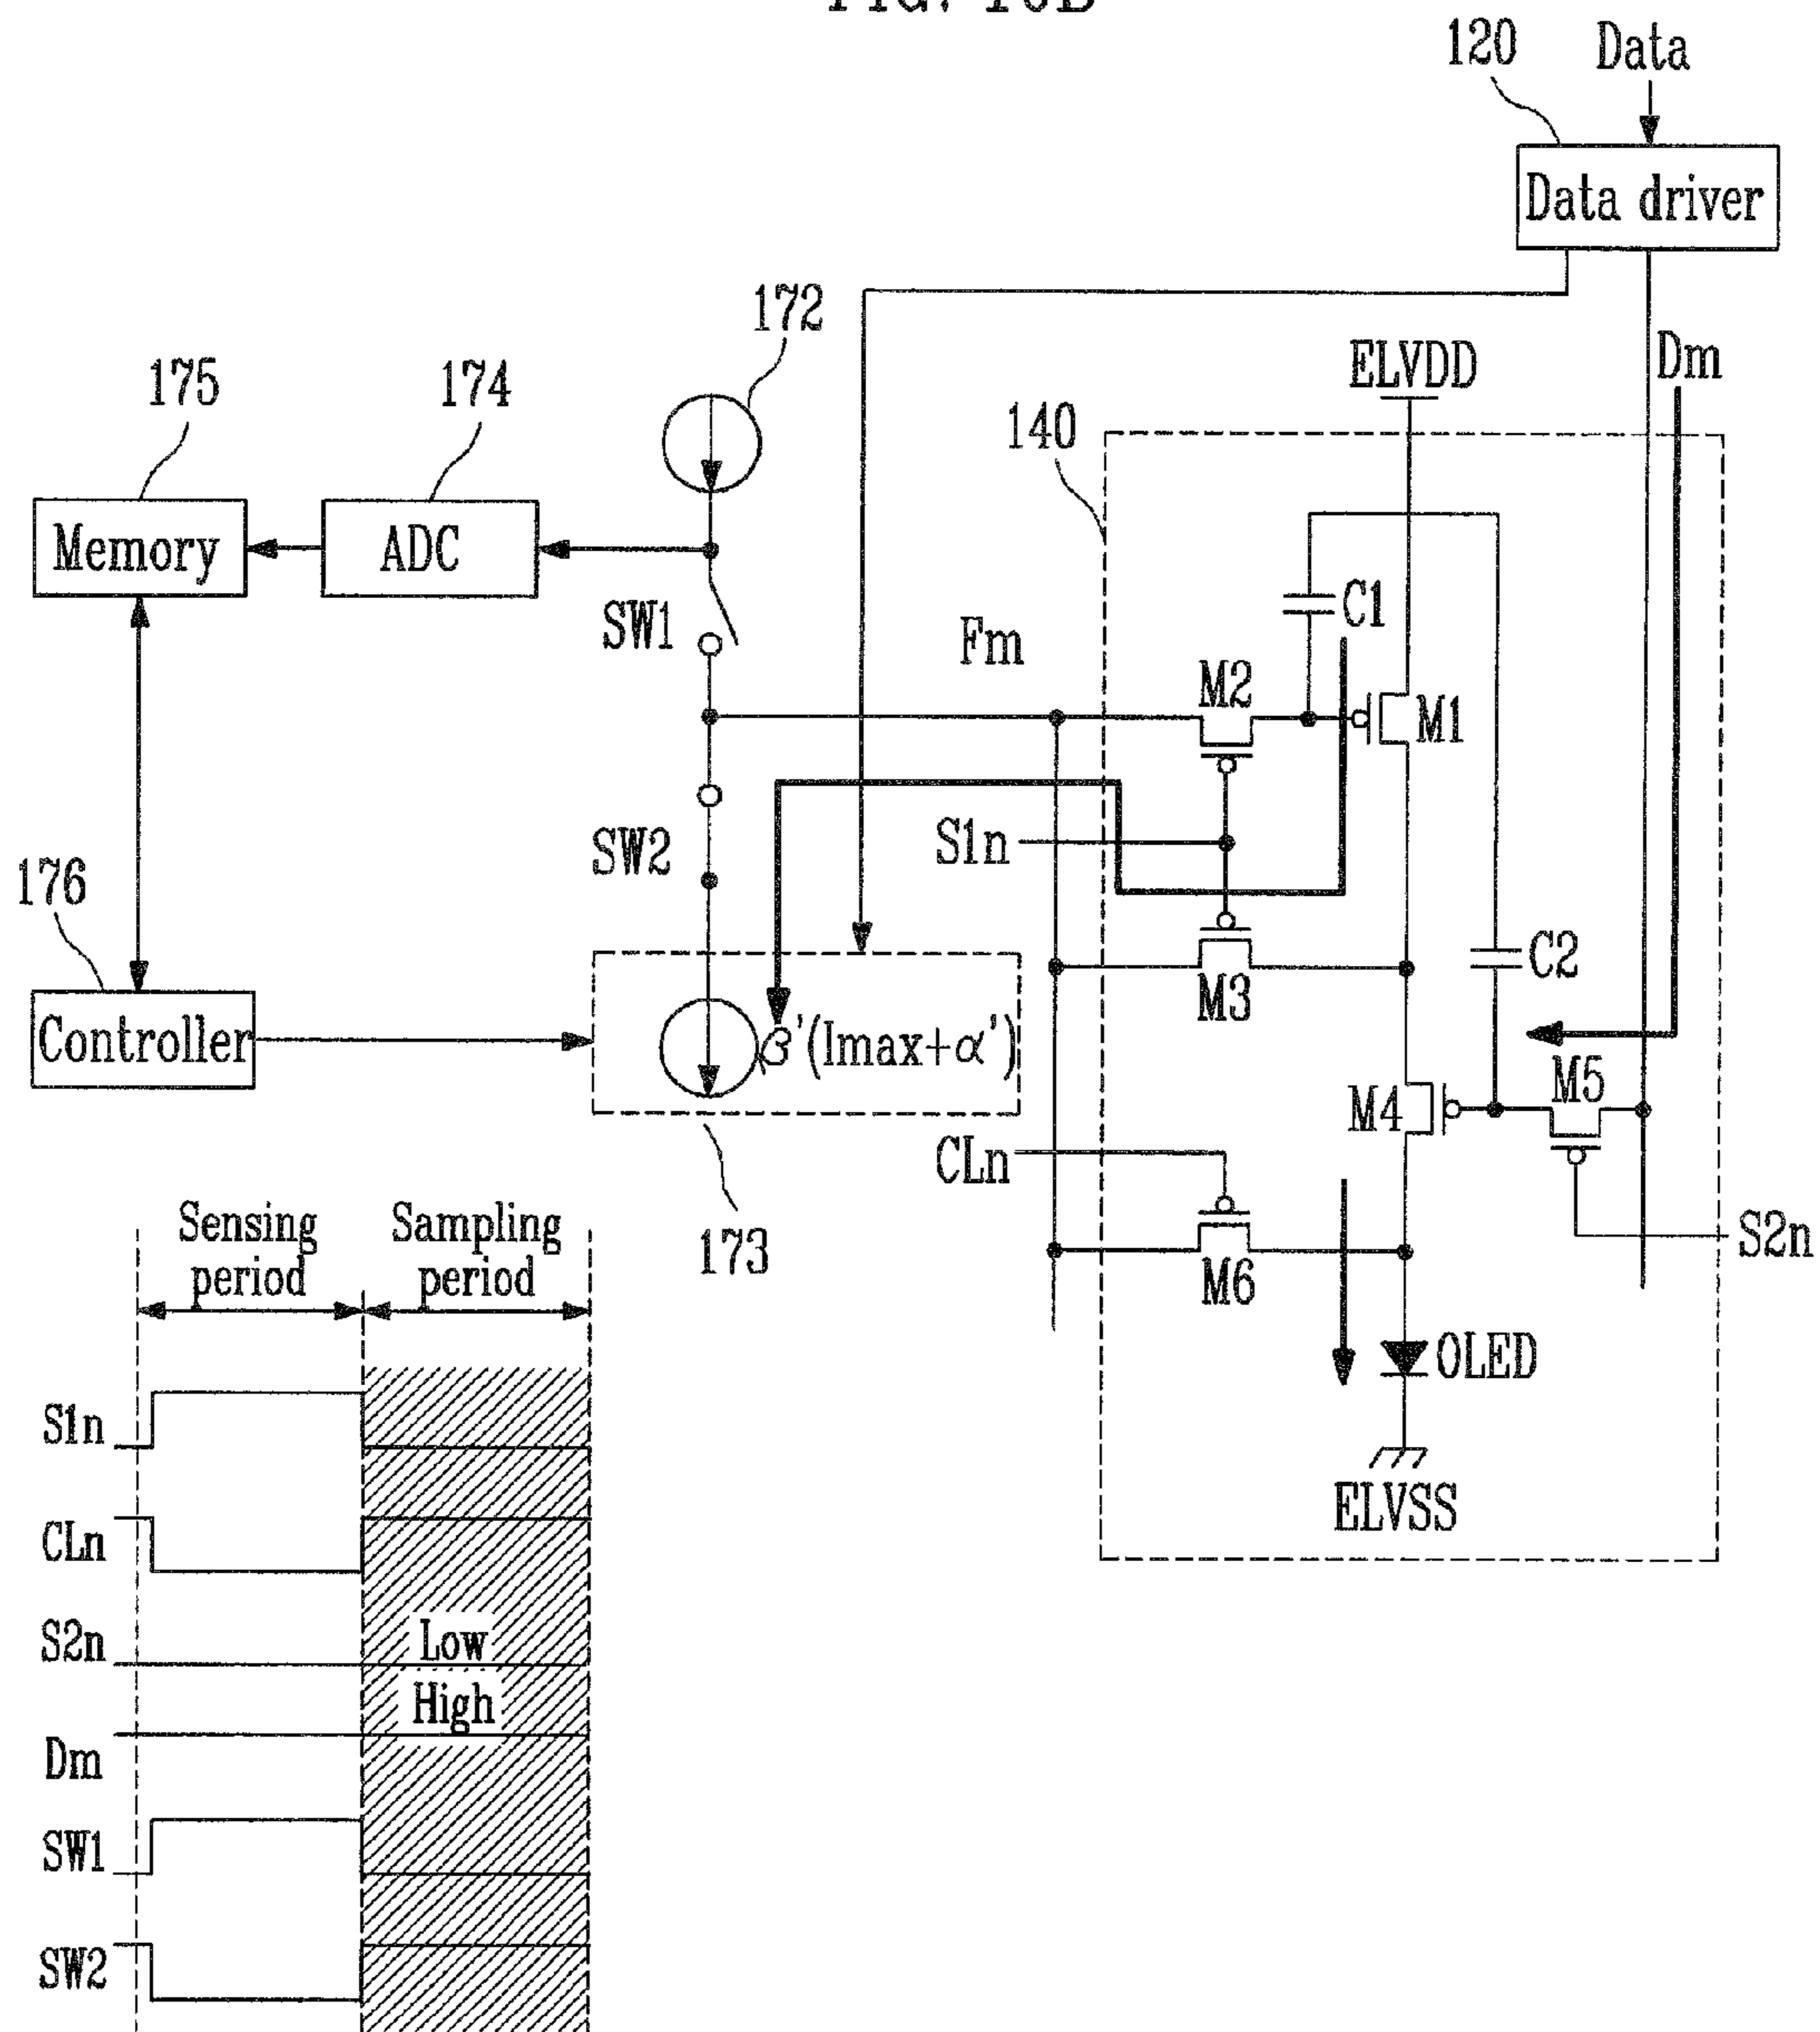 FIG. 10B
120
Data
Data driver
172
ELVDD
Dm
175
174
140
Memory
ADC
C1
SW1
Fm
M2
M1
SW2
S1n
176
C2
M3
Controller
β'(Imax+α')
M5
M4
CLn
173
S2n
M6
OLED
ELVSS
Sensing period
Sampling period
S1n
CLn
S2n
Low
High
Dm
SW1
SW2